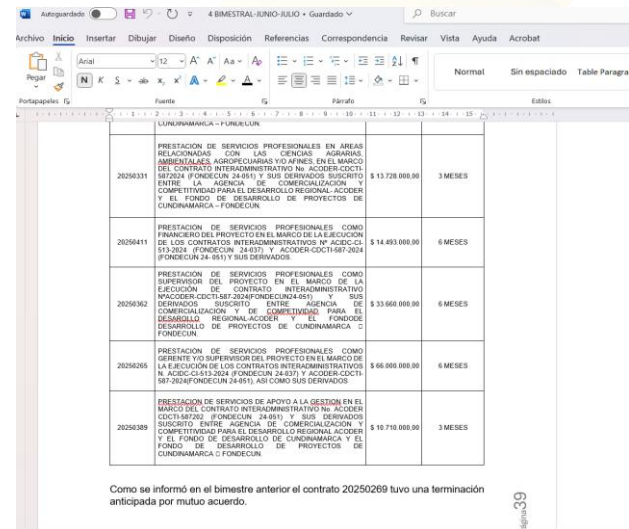 Autoguardado
4 BIMESTRAL-JUNIO-JULIO • Guardado
Buscar
Archivo Inicio Insertar Dibujar Diseño Disposición Referencias Correspondencia Revisar Vista Ayuda Acrobat
Pegar
Arial
12
N K S ab x₂ x² A A
Normal
Sin espaciado
Table Paragra
Portapapeles
Fuente
Párrafo
Estilos
CUNDINAMARCA – FONDECUN.
20250331
PRESTACION DE SERVICIOS PROFESIONALES EN AREAS
RELACIONADAS CON LAS CIENCIAS AGRARIAS,
AMBIENTALAES, AGROPECUARIAS Y/O AFINES, EN EL MARCO
DEL CONTRATO INTERADMINISTRATIVO No. ACODER-CDCTI-
5872024 (FONDECUN 24-051) Y SUS DERIVADOS SUSCRITO
ENTRE LA AGENCIA DE COMERCIALIZACIÓN Y
COMPETITIVIDAD PARA EL DESARROLLO REGIONAL- ACODER
Y EL FONDO DE DESARROLLO DE PROYECTOS DE
CUNDINAMARCA – FONDECUN.
$ 13.728.000,00
3 MESES
20250411
PRESTACIÓN DE SERVICIOS PROFESIONALES COMO
FINANCIERO DEL PROYECTO EN EL MARCO DE LA EJECUCIÓN
DE LOS CONTRATOS INTERADMINISTRATIVOS Nª ACIDC-CI-
513-2024 (FONDECUN 24-037) Y ACODER-CDCTI-587-2024
(FONDECUN 24- 051) Y SUS DERIVADOS.
$ 14.493.000,00
6 MESES
20250362
PRESTACIÓN DE SERVICIOS PROFESIONALES COMO
SUPERVISOR DEL PROYECTO EN EL MARCO DE LA
EJECUCIÓN DE CONTRATO INTERADMINISTRATIVO
NªACODER-CDCTI-587-2024(FONDECUN24-051) Y SUS
DERIVADOS SUSCRITO ENTRE AGENCIA DE
COMERCIALIZACION Y DE COMPETIVIDAD PARA EL
DESAROLLO REGIONAL-ACODER Y EL FONDODE
DESARROLLO DE PROYECTOS DE CUNDINAMARCA □
FONDECUN.
$ 33.660.000,00
6 MESES
20250265
PRESTACIÓN DE SERVICIOS PROFESIONALES COMO
GERENTE Y/O SUPERVISOR DEL PROYECTO EN EL MARCO DE
LA EJECUCIÓN DE LOS CONTRATOS INTERADMINISTRATIVOS
N. ACIDC-CI-513-2024 (FONDECUN 24-037) Y ACODER-CDCTI-
587-2024(FONDECUN 24-051), ASÍ COMO SUS DERIVADOS.
$ 66.000.000,00
6 MESES
20250389
PRESTACION DE SERVICIOS DE APOYO A LA GESTION EN EL
MARCO DEL CONTRATO INTERADMINISTRATIVO No. ACODER
CDCTI-587202 (FONDECUN 24-051) Y SUS DERIVADOS
SUSCRITO ENTRE AGENCIA DE COMERCIALIZACIÓN Y
COMPETITIVIDAD PARA EL DESARROLLO REGIONAL ACODER
Y EL FONDO DE DESARROLLO DE CUNDINAMARCA Y EL
FONDO DE DESARROLLO DE PROYECTOS DE
CUNDINAMARCA □ FONDECUN.
$ 10.710.000,00
3 MESES
Como se informó en el bimestre anterior el contrato 20250269 tuvo una terminación
anticipada por mutuo acuerdo.
ágina39